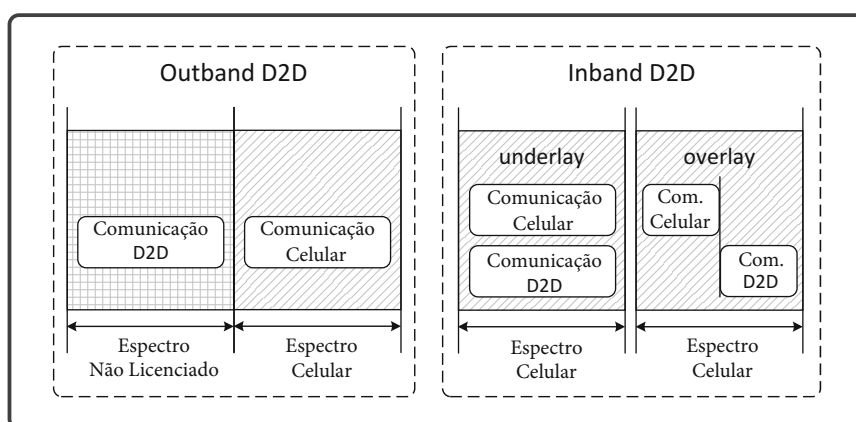 Outband D2D
Comunicação
D2D
Comunicação
Celular
Espectro
Não Licenciado
Espectro
Celular
Inband D2D
underlay
Comunicação
Celular
Comunicação
D2D
Espectro
Celular
overlay
Com.
Celular
Com.
D2D
Espectro
Celular